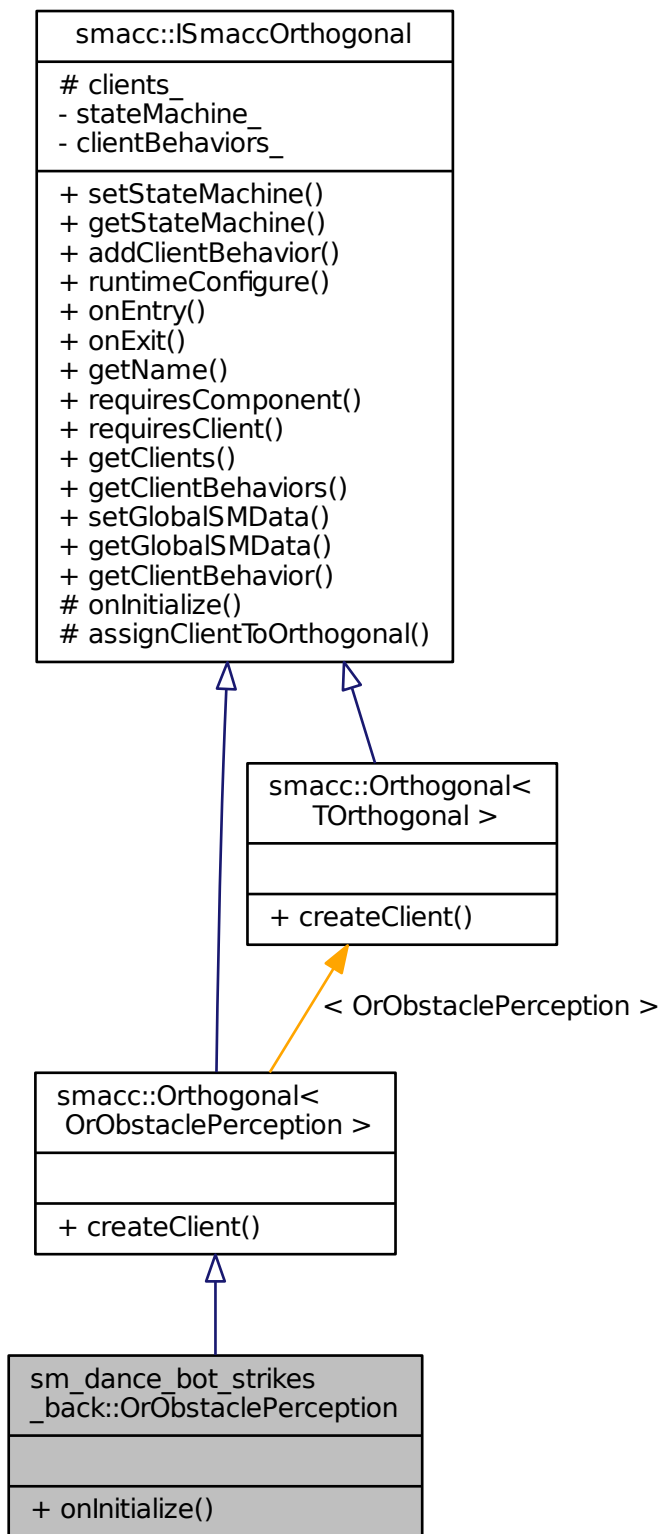 smacc::ISmaccOrthogonal
# clients_
- stateMachine_
- clientBehaviors_
+ setStateMachine()
+ getStateMachine()
+ addClientBehavior()
+ runtimeConfigure()
+ onEntry()
+ onExit()
+ getName()
+ requiresComponent()
+ requiresClient()
+ getClients()
+ getClientBehaviors()
+ setGlobalSMData()
+ getGlobalSMData()
+ getClientBehavior()
# onInitialize()
# assignClientToOrthogonal()
smacc::Orthogonal<
TOrthogonal >
+ createClient()
< OrObstaclePerception >
smacc::Orthogonal<
OrObstaclePerception >
+ createClient()
sm_dance_bot_strikes
_back::OrObstaclePerception
+ onInitialize()